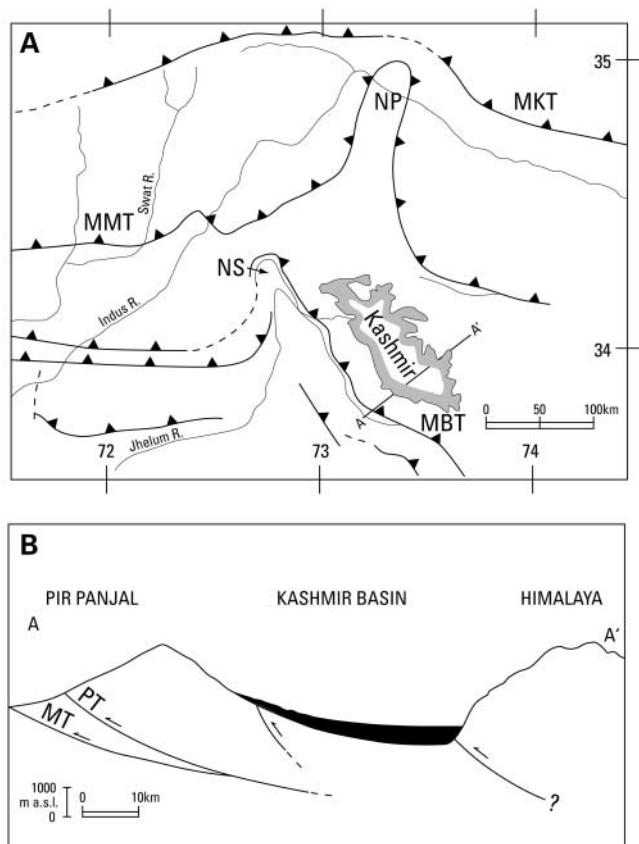 A
35
NP
MKT
Swat R.
MMT
NS
Indus R.
Kashmir
A'
34
A
MBT
0 50 100km
Jhelum R.
72 73 74
B
PIR PANJAL KASHMIR BASIN HIMALAYA
A A'
PT
MT
1000
m a.s.l.
0
0 10km
?